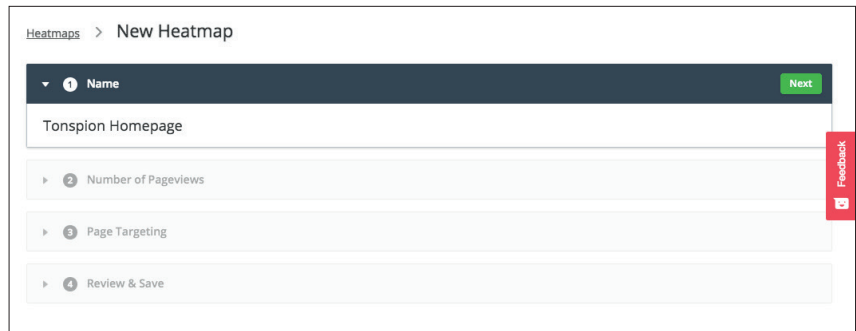 Heatmaps > New Heatmap
1 Name Next
Tonspion Homepage
2 Number of Pageviews
3 Page Targeting
4 Review & Save
Feedback